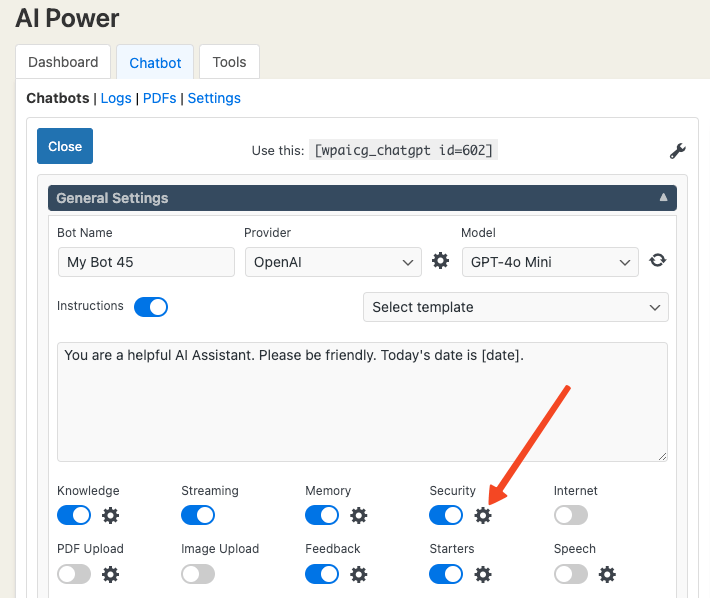 AI Power
Dashboard Chatbot Tools
Chatbots | Logs | PDFs | Settings
Close Use this: [wpaicg_chatgpt id=602]
General Settings
Bot Name Provider Model
My Bot 45 OpenAI GPT-4o Mini
Instructions Select template
You are a helpful AI Assistant. Please be friendly. Today's date is [date].
Knowledge Streaming Memory Security Internet
PDF Upload Image Upload Feedback Starters Speech